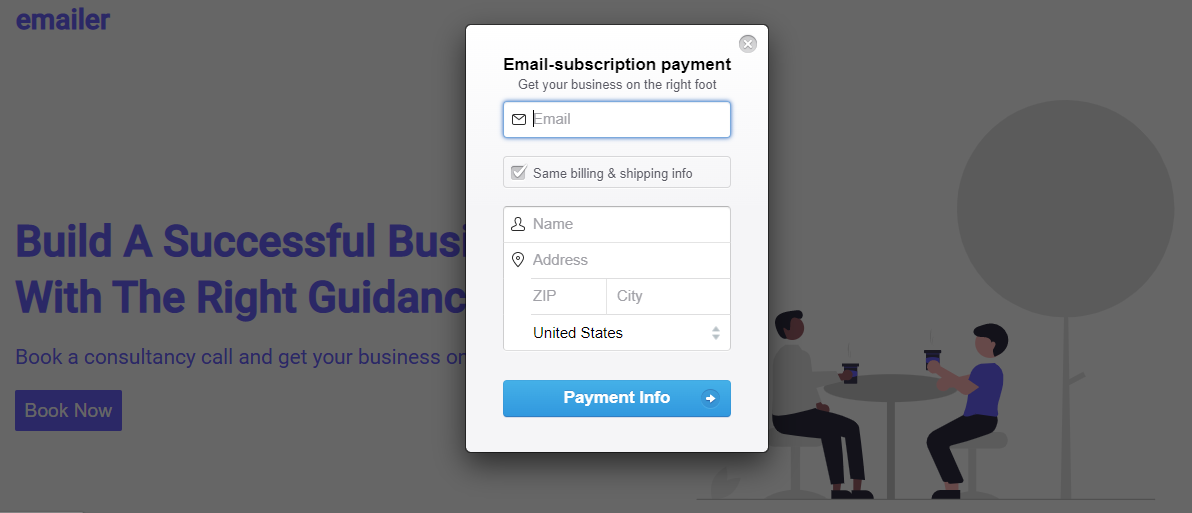 emailer
Email-subscription payment
Get your business on the right foot
Email
Same billing & shipping info
Name
Address
ZIP City
United States
Payment Info
Build A Successful Busi
With The Right Guidanc
Book a consultancy call and get your business on
Book Now